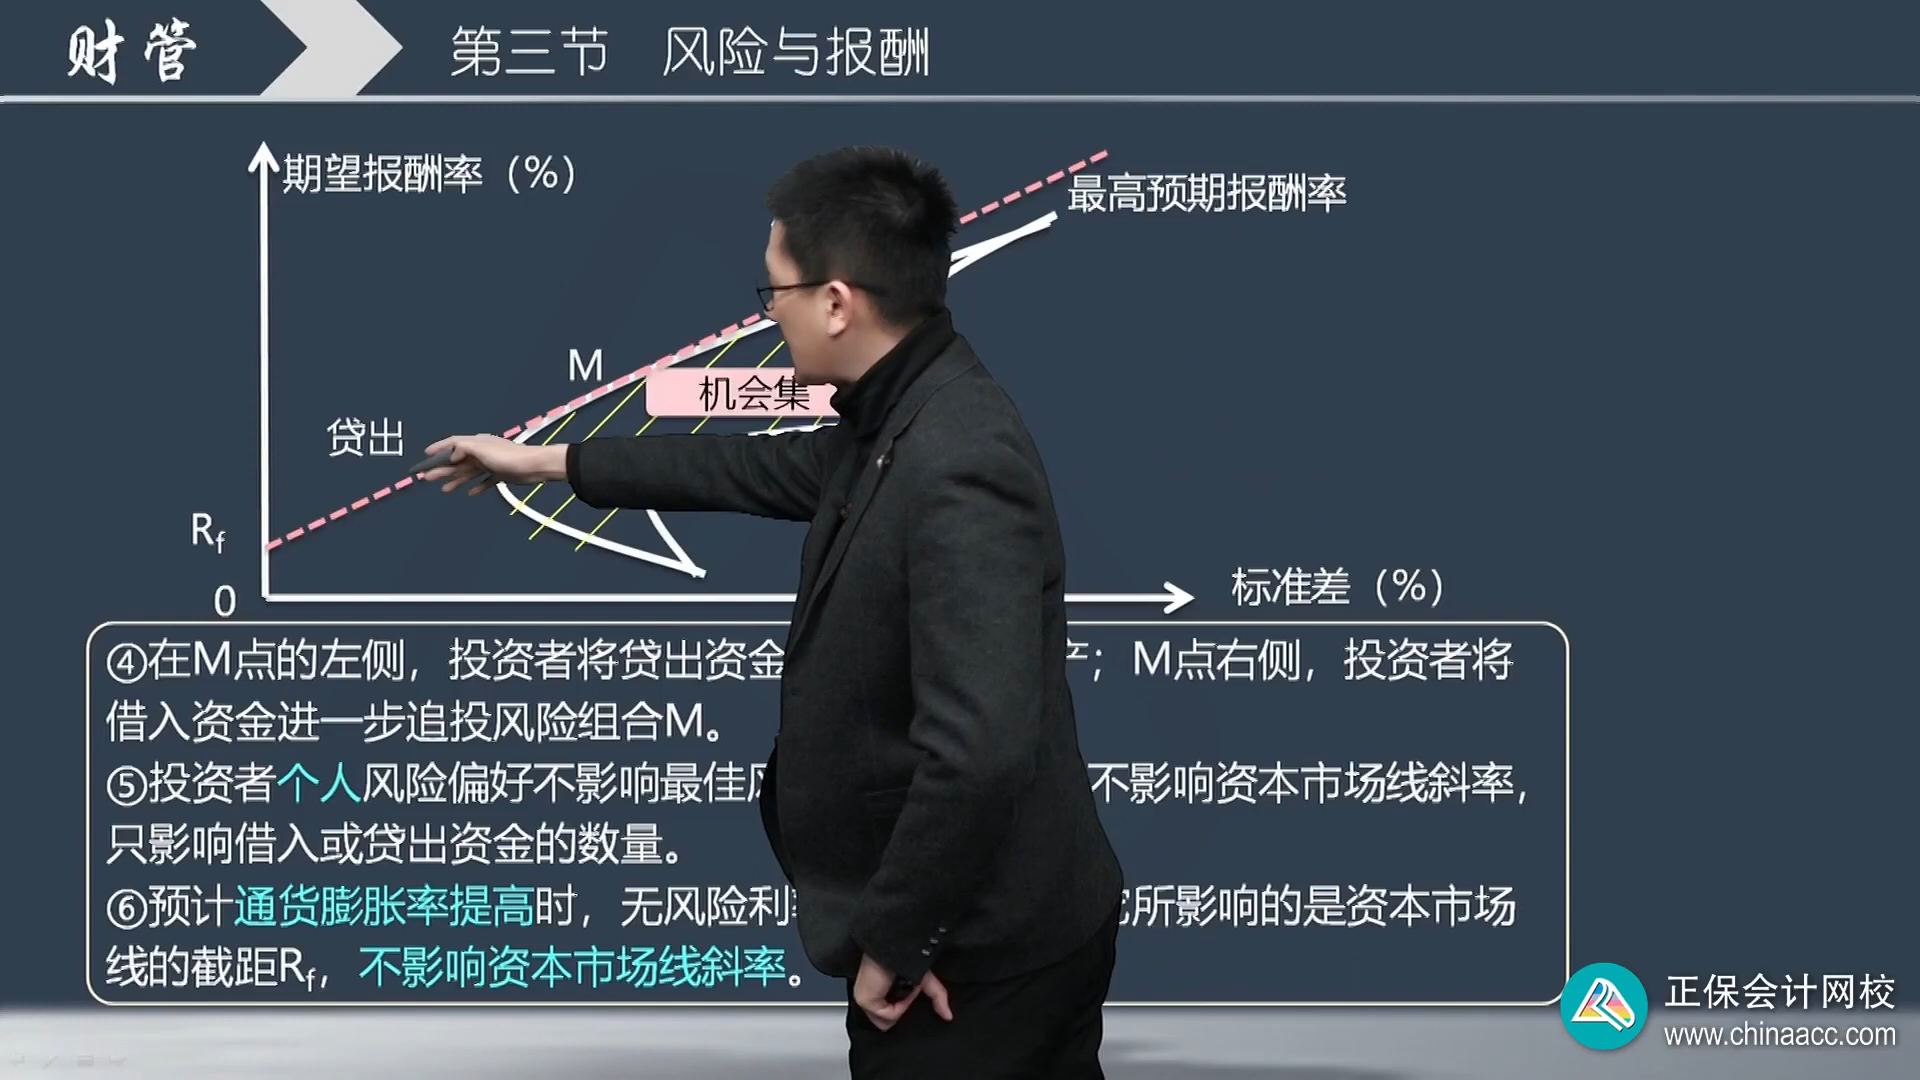 财管
第三节 风险与报酬
期望报酬率（%）
最高预期报酬率
M
机会集
贷出
Rf
0
标准差（%）
④在M点的左侧，投资者将贷出资金 ；M点右侧，投资者将
借入资金进一步追投风险组合M。
⑤投资者个人风险偏好不影响最佳 不影响资本市场线斜率，
只影响借入或贷出资金的数量。
⑥预计通货膨胀率提高时，无风险利 所影响的是资本市场
线的截距Rf，不影响资本市场线斜率。
正保会计网校
www.chinaacc.com